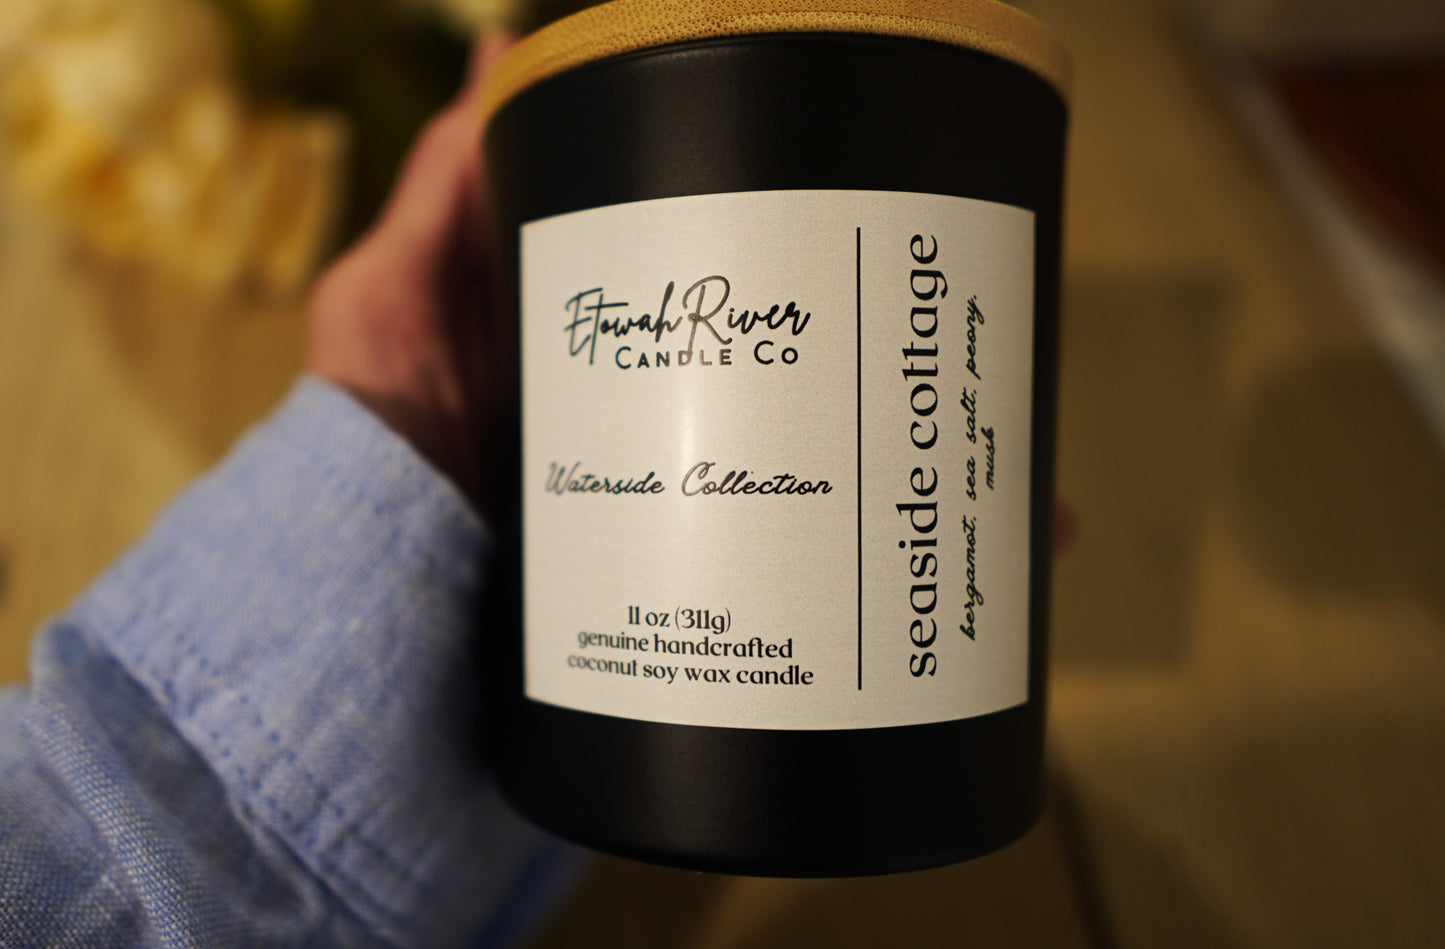 Etowah River
CANDLE CO
Waterside Collection
11 oz (311g)
genuine handcrafted
coconut soy wax candle
seaside cottage
bergamot. sea salt. peony.
musk